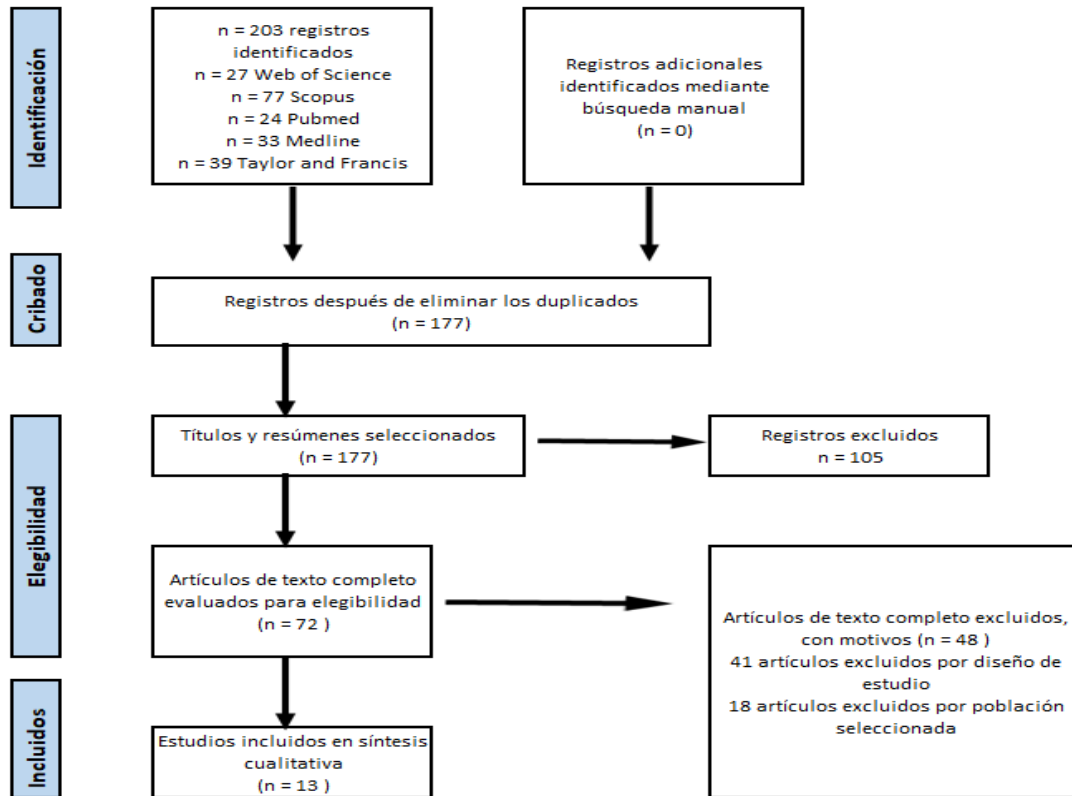 Identificación
n = 203 registros
identificados
n = 27 Web of Science
n = 77 Scopus
n = 24 Pubmed
n = 33 Medline
n = 39 Taylor and Francis
Registros adicionales
identificados mediante
búsqueda manual
(n = 0)
Cribado
Registros después de eliminar los duplicados
(n = 177)
Elegibilidad
Títulos y resúmenes seleccionados
(n = 177)
Registros excluidos
n = 105
Artículos de texto completo
evaluados para elegibilidad
(n = 72 )
Artículos de texto completo excluidos,
con motivos (n = 48 )
41 artículos excluidos por diseño de
estudio
18 artículos excluidos por población
seleccionada
Incluidos
Estudios incluidos en síntesis
cualitativa
(n = 13 )